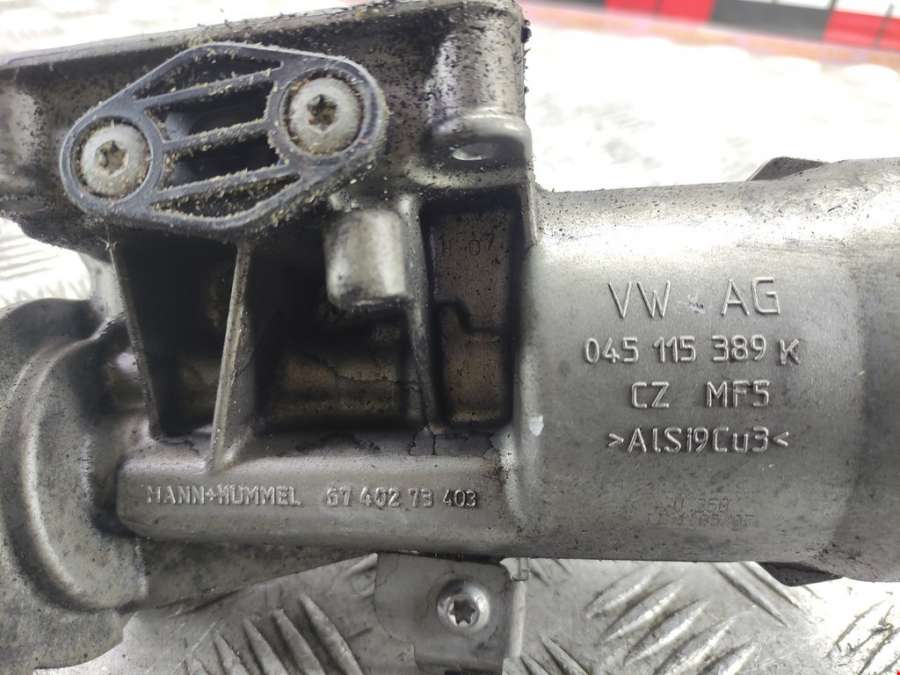 VW AG
045 115 389 K
CZ MF5
>AlSi9Cu3<
MANN+HUMMEL 67 402 73 403